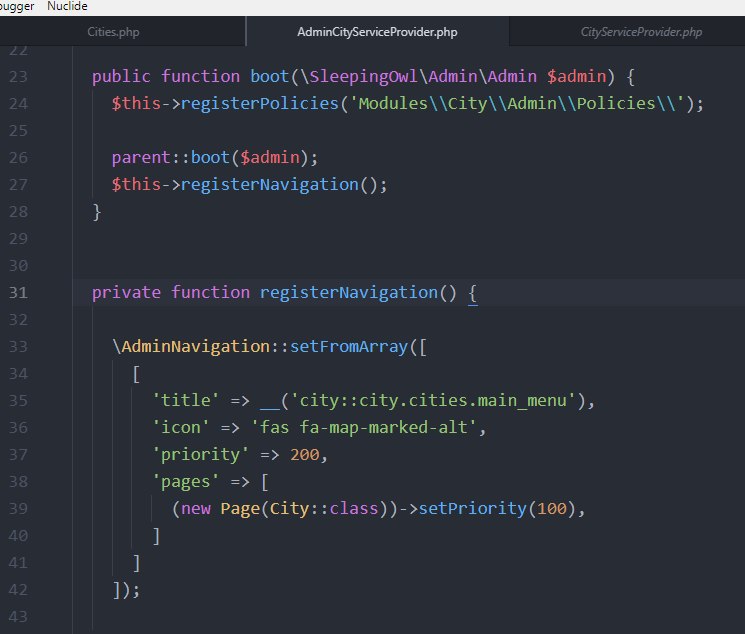 ugger Nuclide
Cities.php AdminCityServiceProvider.php CityServiceProvider.php
22
23 public function boot(\SleepingOwl\Admin\Admin $admin) {
24 $this->registerPolicies('Modules\\City\\Admin\\Policies\\');
25
26 parent::boot($admin);
27 $this->registerNavigation();
28 }
29
30
31 private function registerNavigation() {
32
33 \AdminNavigation::setFromArray([
34 [
35 'title' => __('city::city.cities.main_menu'),
36 'icon' => 'fas fa-map-marked-alt',
37 'priority' => 200,
38 'pages' => [
39 (new Page(City::class))->setPriority(100),
40 ]
41 ]
42 ]);
43